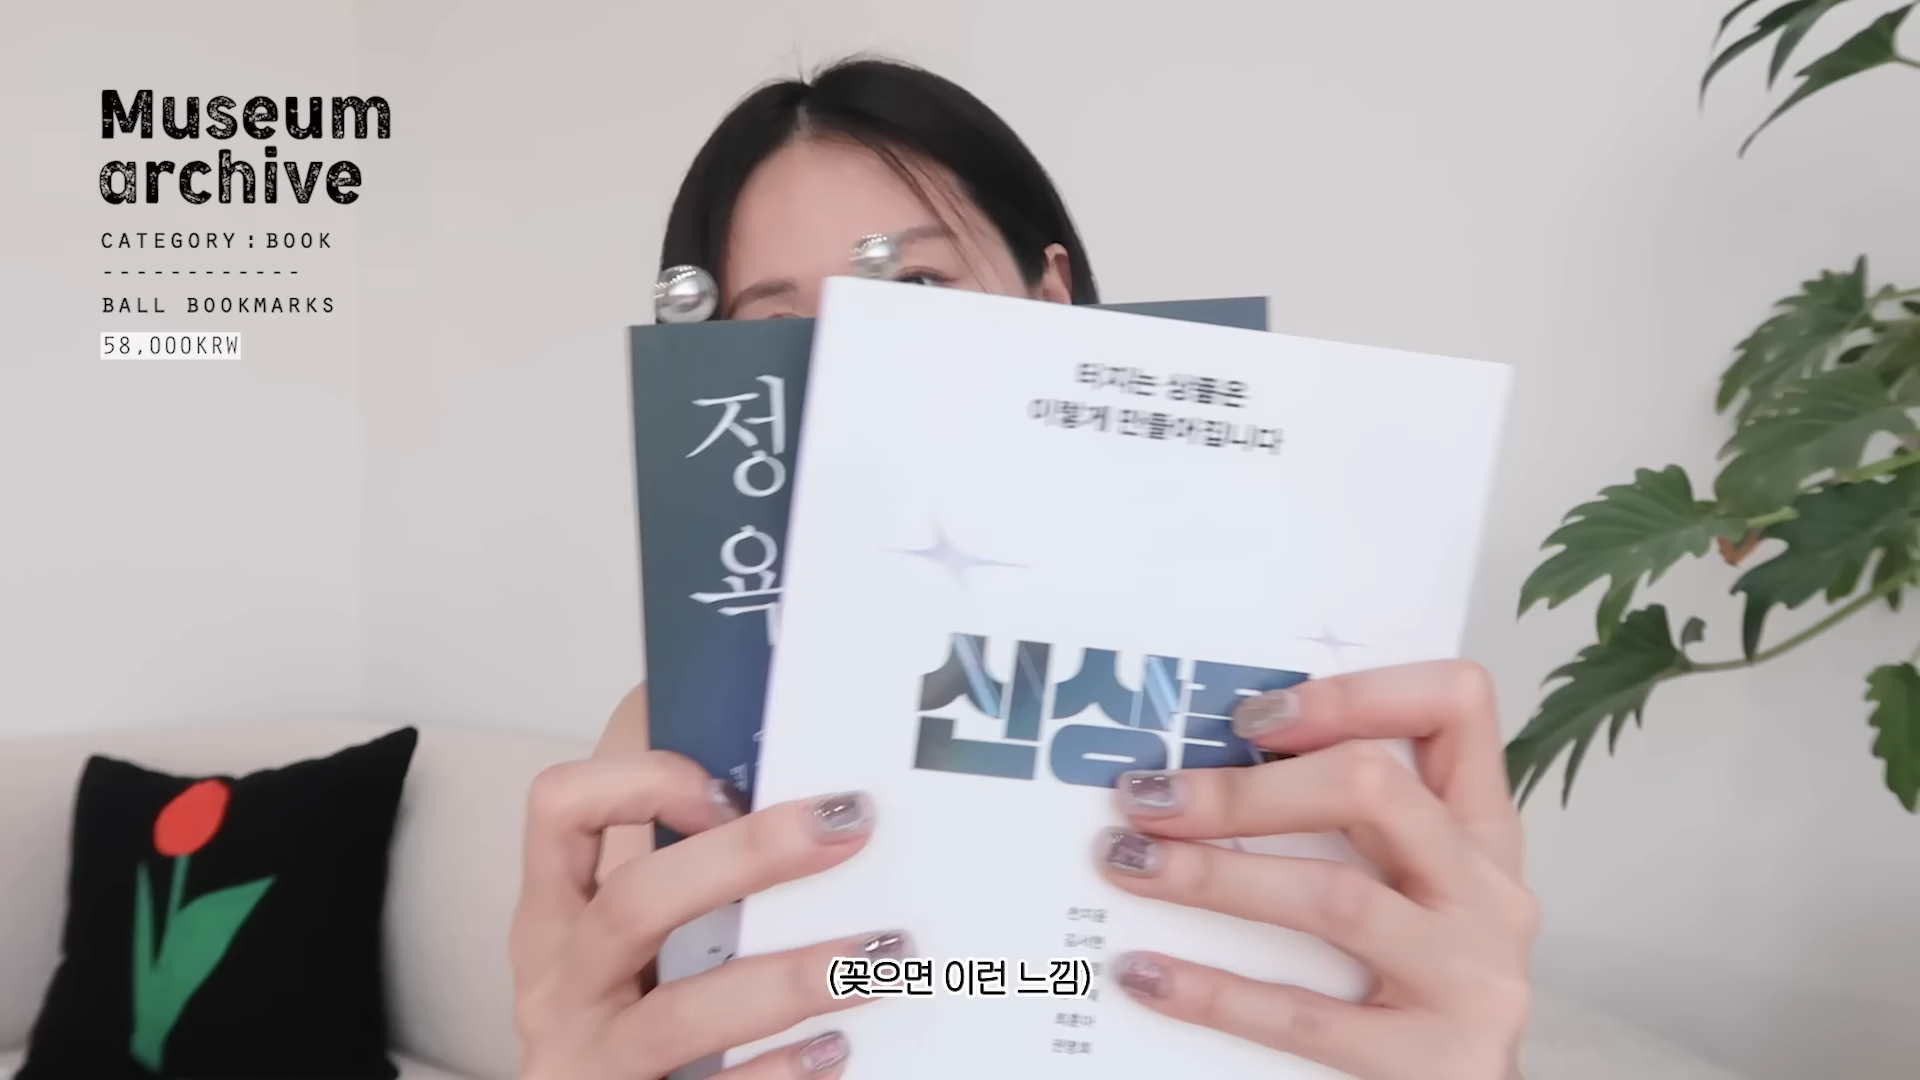 Museum
archive
CATEGORY:BOOK
------------
BALL BOOKMARKS
58,000KRW
정
욕
터지는 상품은
이렇게 만들어집니다
신상
(꽂으면 이런 느낌)